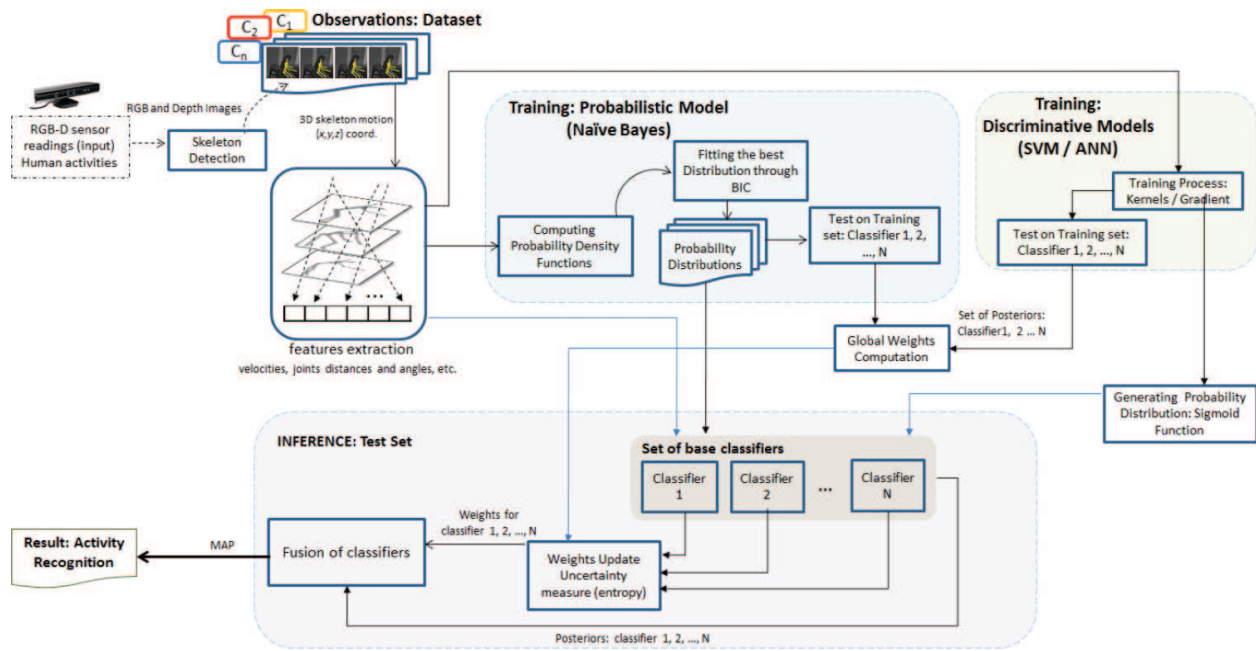 C1
C2
Cn
Observations: Dataset
RGB and Depth Images
RGB-D sensor
readings (input)
Human activities
Skeleton
Detection
3D skeleton motion
(x,y,z) coord.
...
features extraction
velocities, joints distances and angles, etc.
Training: Probabilistic Model
(Naïve Bayes)
Computing
Probability Density
Functions
Fitting the best
Distribution through
BIC
Probability
Distributions
Test on Training
set: Classifier 1, 2,
..., N
Training:
Discriminative Models
(SVM / ANN)
Training Process:
Kernels / Gradient
Test on Training set:
Classifier 1, 2, ..., N
Set of Posteriors:
Classifier1, 2 ... N
Global Weights
Computation
Generating Probability
Distribution: Sigmoid
Function
INFERENCE: Test Set
Set of base classifiers
Classifier
1
Classifier
2
...
Classifier
N
Weights for
classifier 1, 2, ..., N
Weights Update
Uncertainty
measure (entropy)
Fusion of classifiers
MAP
Result: Activity
Recognition
Posteriors: classifier 1, 2, ..., N